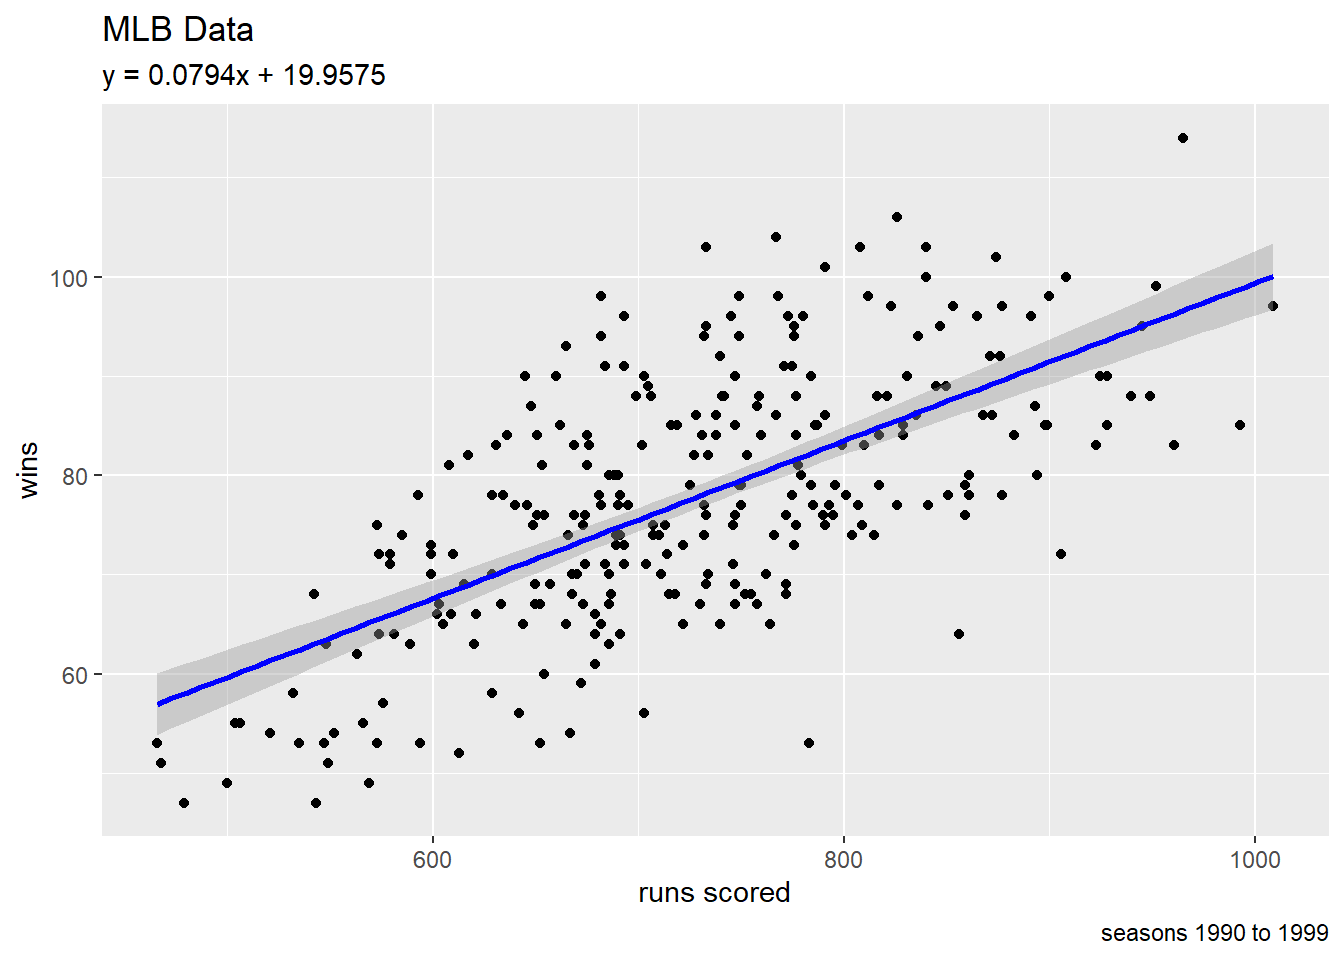 MLB Data
y = 0.0794x + 19.9575
100
80
60
wins
600 800 1000
runs scored
seasons 1990 to 1999